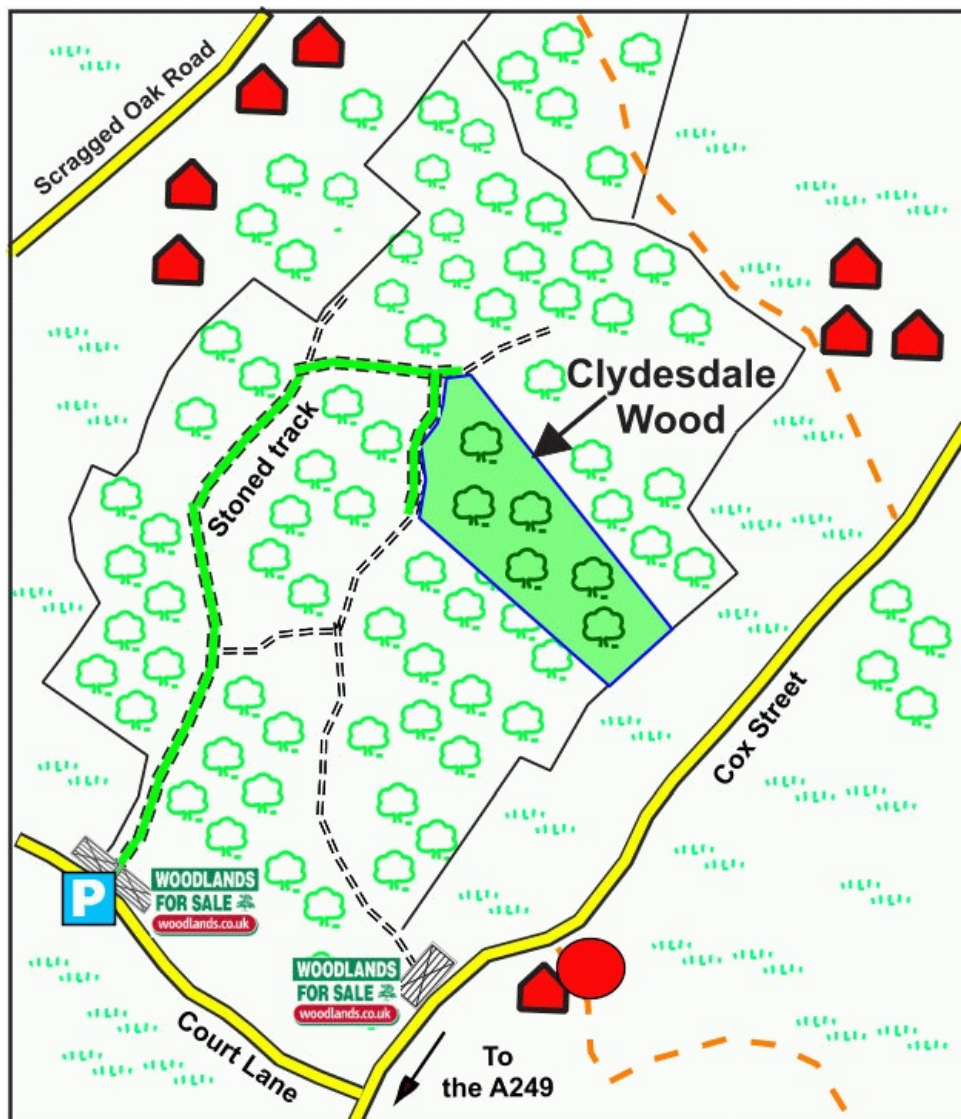 Scragged Oak Road
Clydesdale
Wood
Stoned track
Cox Street
P
WOODLANDS
FOR SALE
woodlands.co.uk
WOODLANDS
FOR SALE
woodlands.co.uk
Court Lane
To
the A249